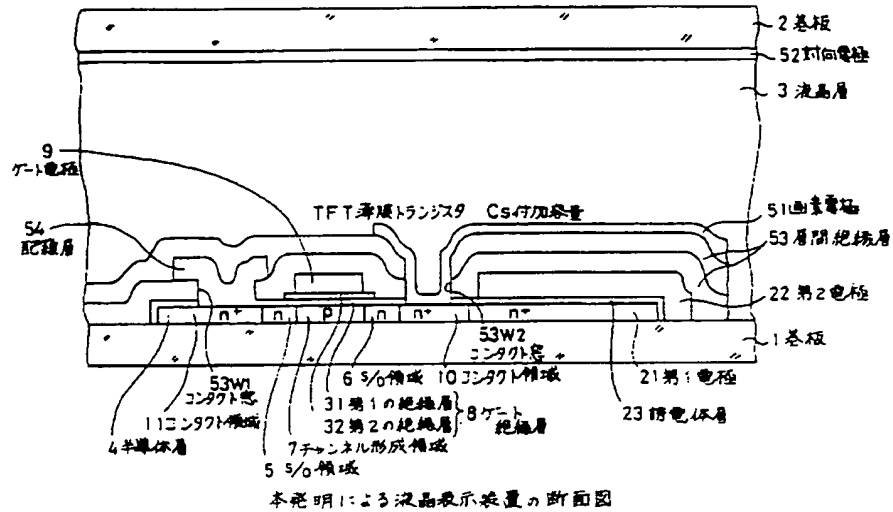 2 基板
52 対向電極
3 液晶層
9
ゲート電極
TFT 薄膜トランジスタ Cs付加容量
51 画素電極
54
配線層
53 層間絶縁層
22 第2電極
n+ n P n n+ n+
1 基板
53W1
コンタクト窓
53W2
コンタクト窓
6 S/D領域 10 コンタクト領域 21 第1電極
11 コンタクト領域
31 第1の絶縁層
32 第2の絶縁層
8 ゲート
絶縁層
23 誘電体層
4 半導体層
7 チャンネル形成領域
5 S/D領域
本発明による液晶表示装置の断面図